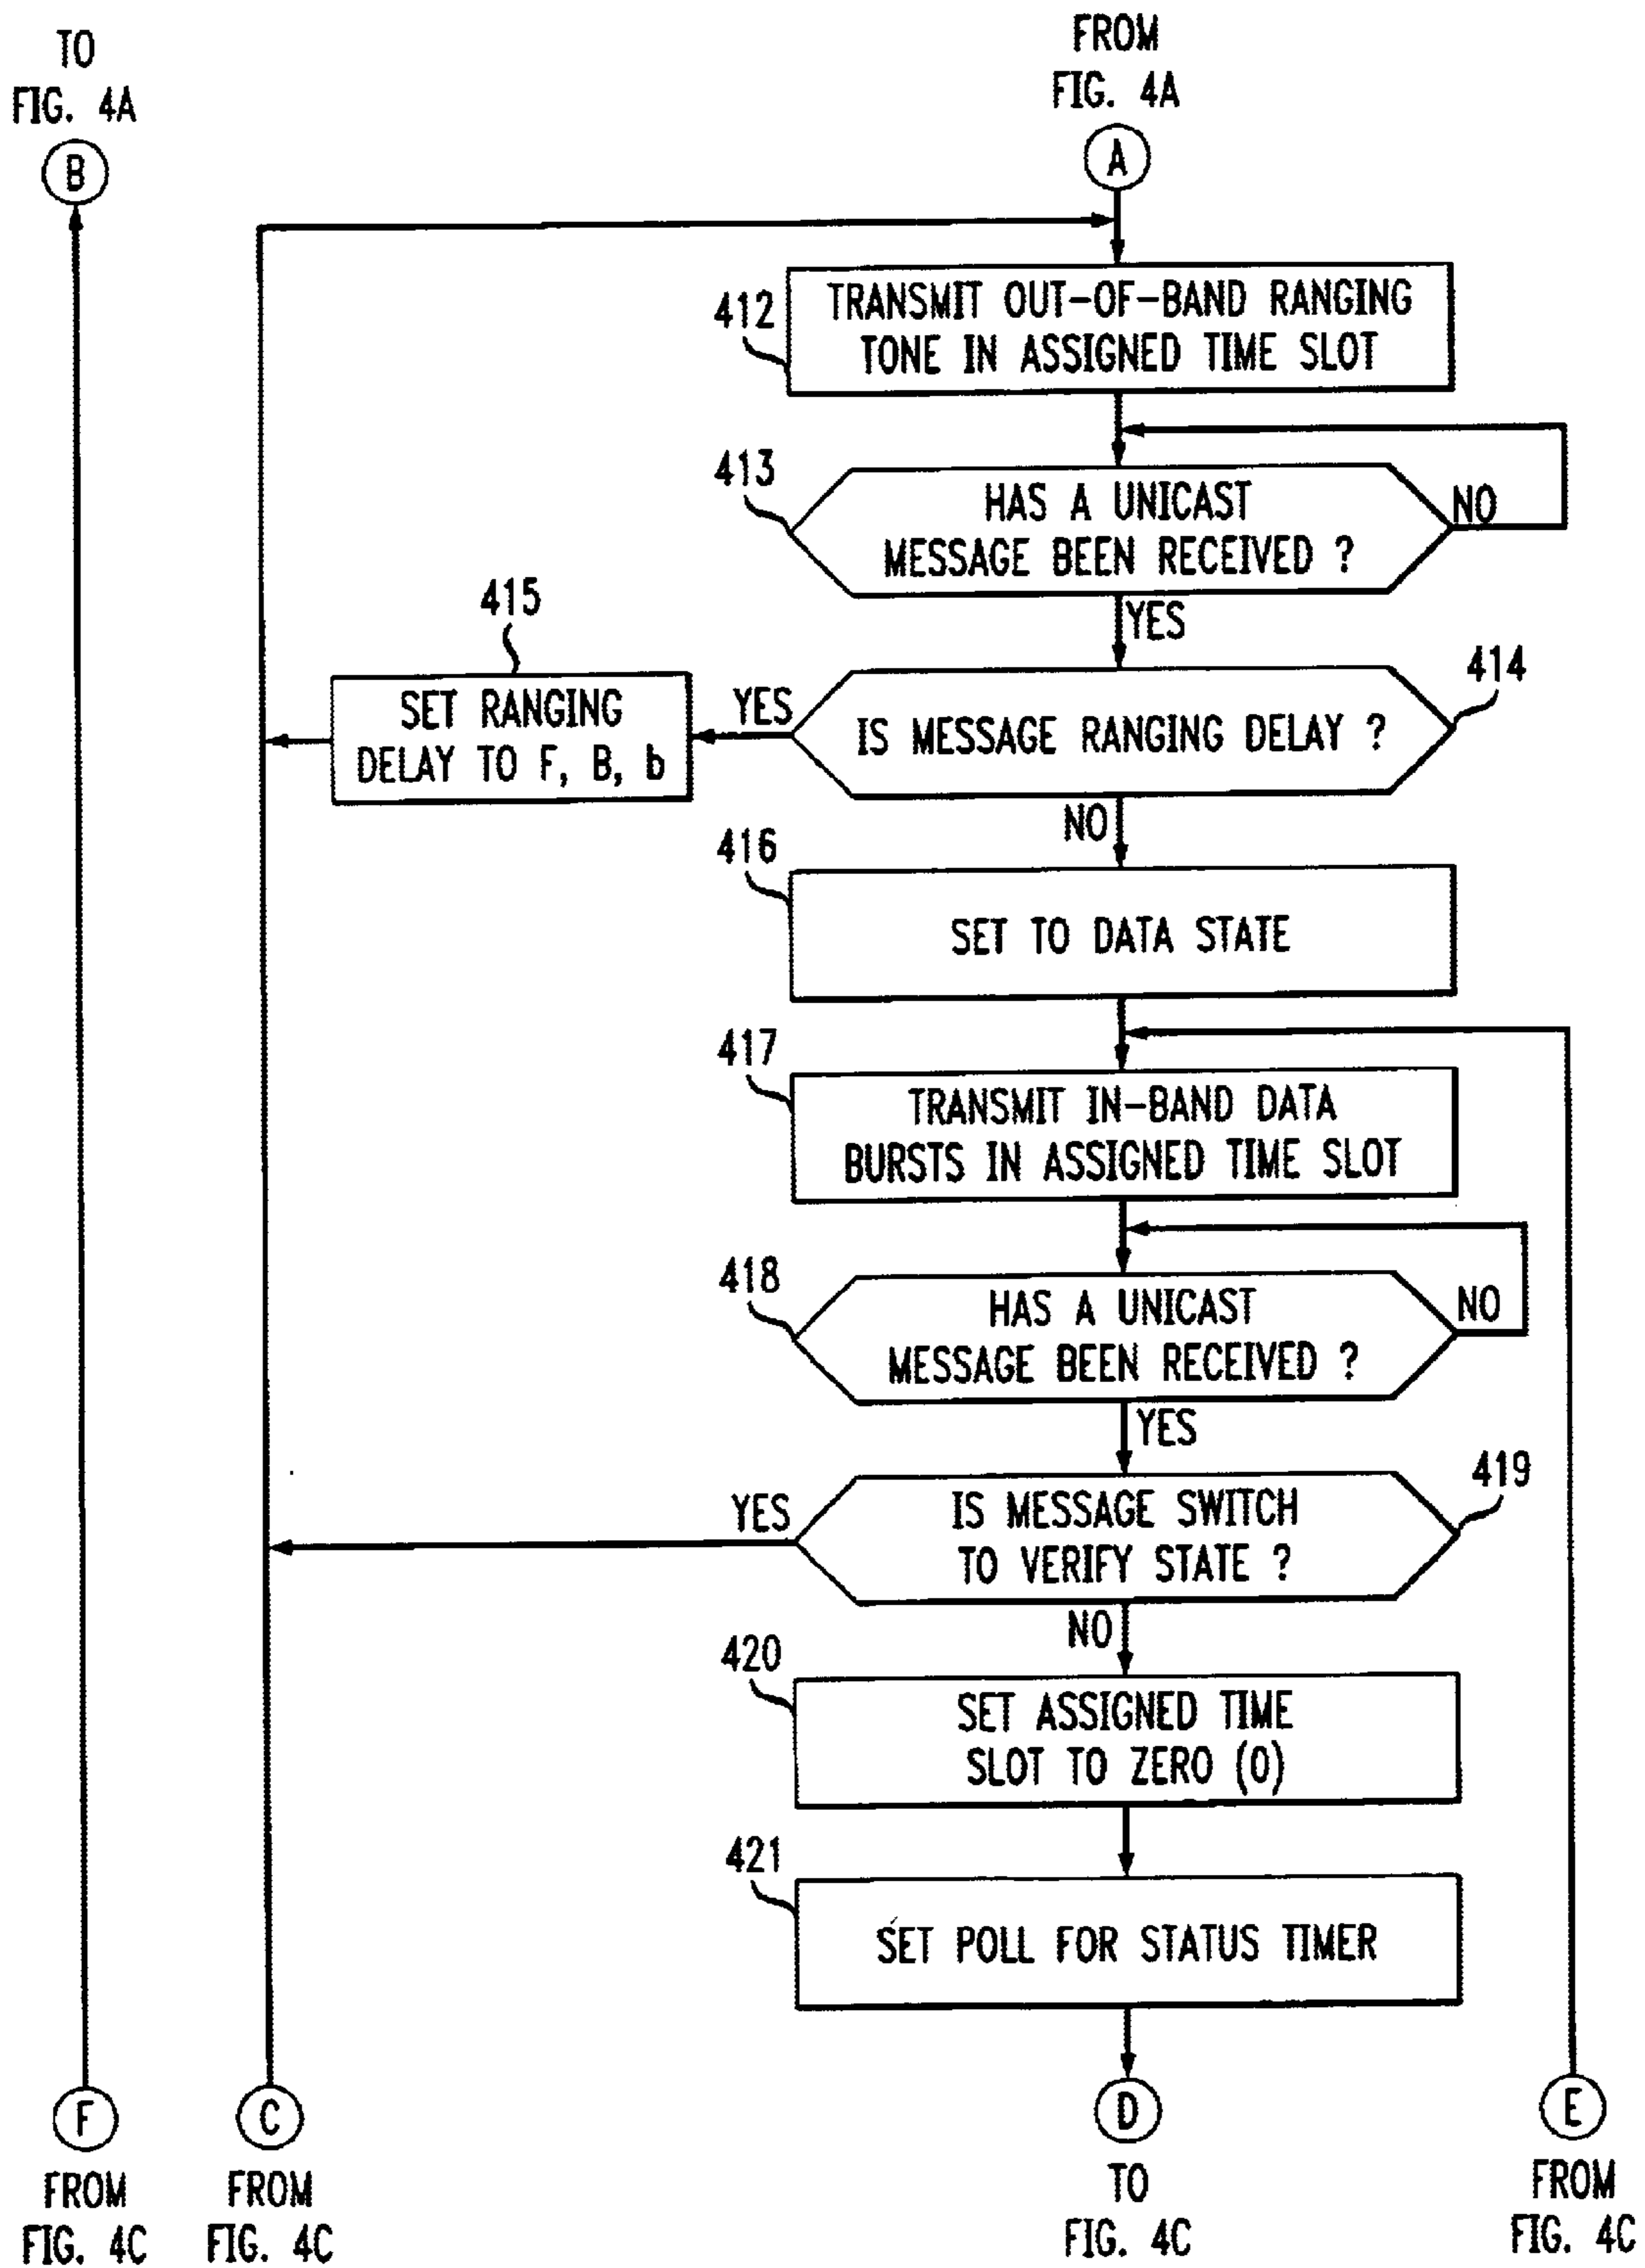 TO
FIG. 4A
B
FROM
FIG. 4A
A
412
TRANSMIT OUT-OF-BAND RANGING
TONE IN ASSIGNED TIME SLOT
413
HAS A UNICAST
MESSAGE BEEN RECEIVED ?
NO
YES
414
IS MESSAGE RANGING DELAY ?
YES
415
SET RANGING
DELAY TO F, B, b
NO
416
SET TO DATA STATE
417
TRANSMIT IN-BAND DATA
BURSTS IN ASSIGNED TIME SLOT
418
HAS A UNICAST
MESSAGE BEEN RECEIVED ?
NO
YES
419
IS MESSAGE SWITCH
TO VERIFY STATE ?
YES
NO
420
SET ASSIGNED TIME
SLOT TO ZERO (0)
421
SET POLL FOR STATUS TIMER
F
FROM
FIG. 4C
C
FROM
FIG. 4C
D
TO
FIG. 4C
E
FROM
FIG. 4C